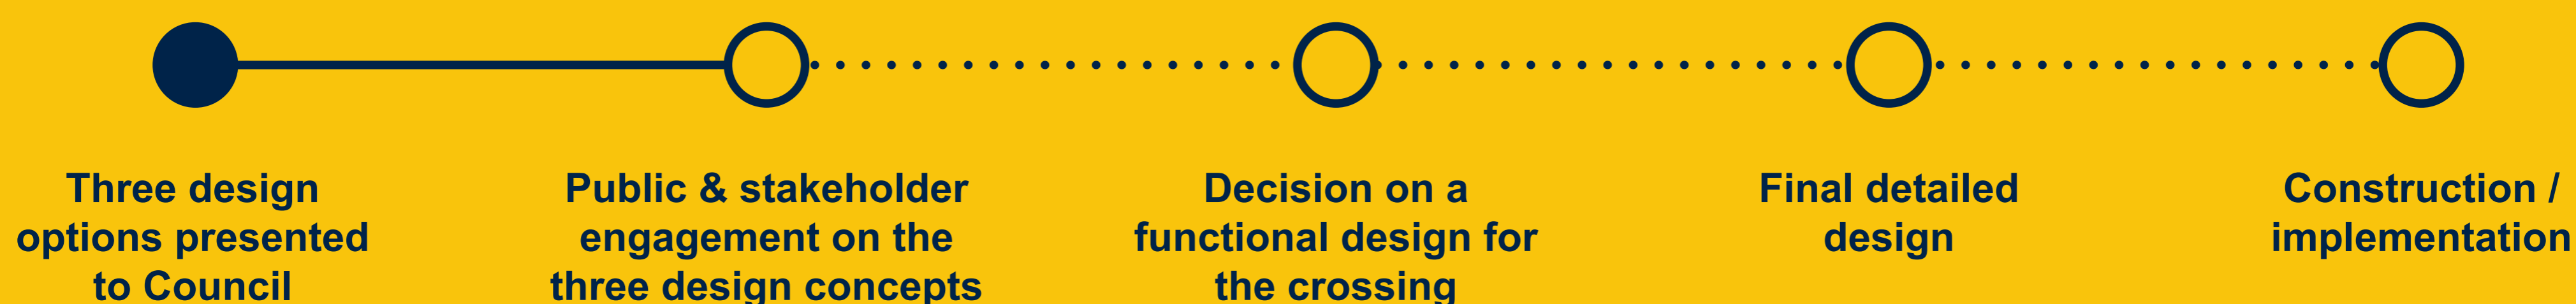 Three design
options presented
to Council
Public & stakeholder
engagement on the
three design concepts
Decision on a
functional design for
the crossing
Final detailed
design
Construction /
implementation